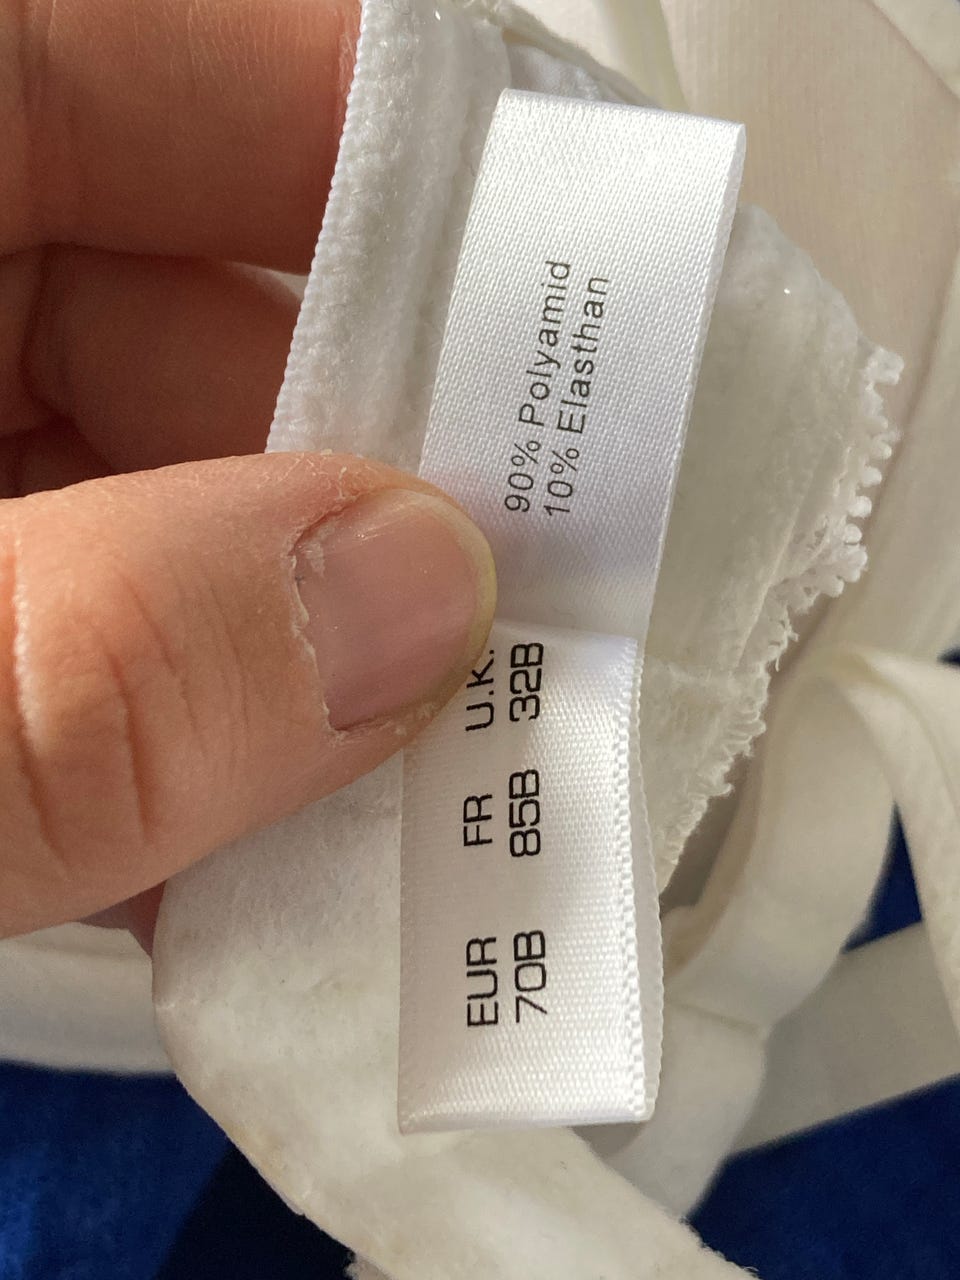 90% Polyamid
10% Elasthan
EUR FR U.K.
70B 85B 32B